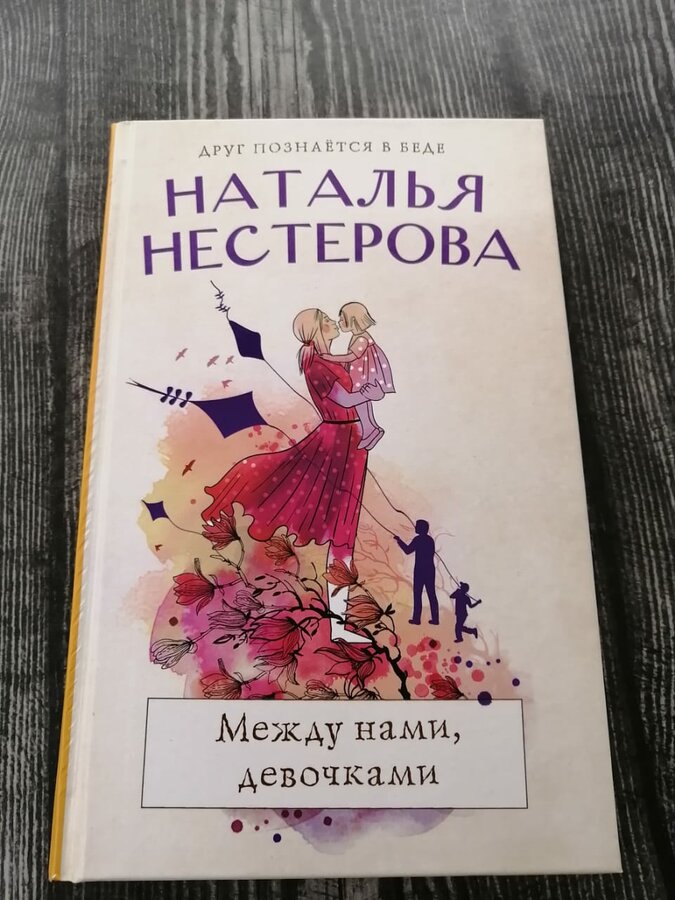 ДРУГ ПОЗНАЁТСЯ В БЕДЕ
НАТАЛЬЯ
НЕСТЕРОВА
Между нами,
девочками